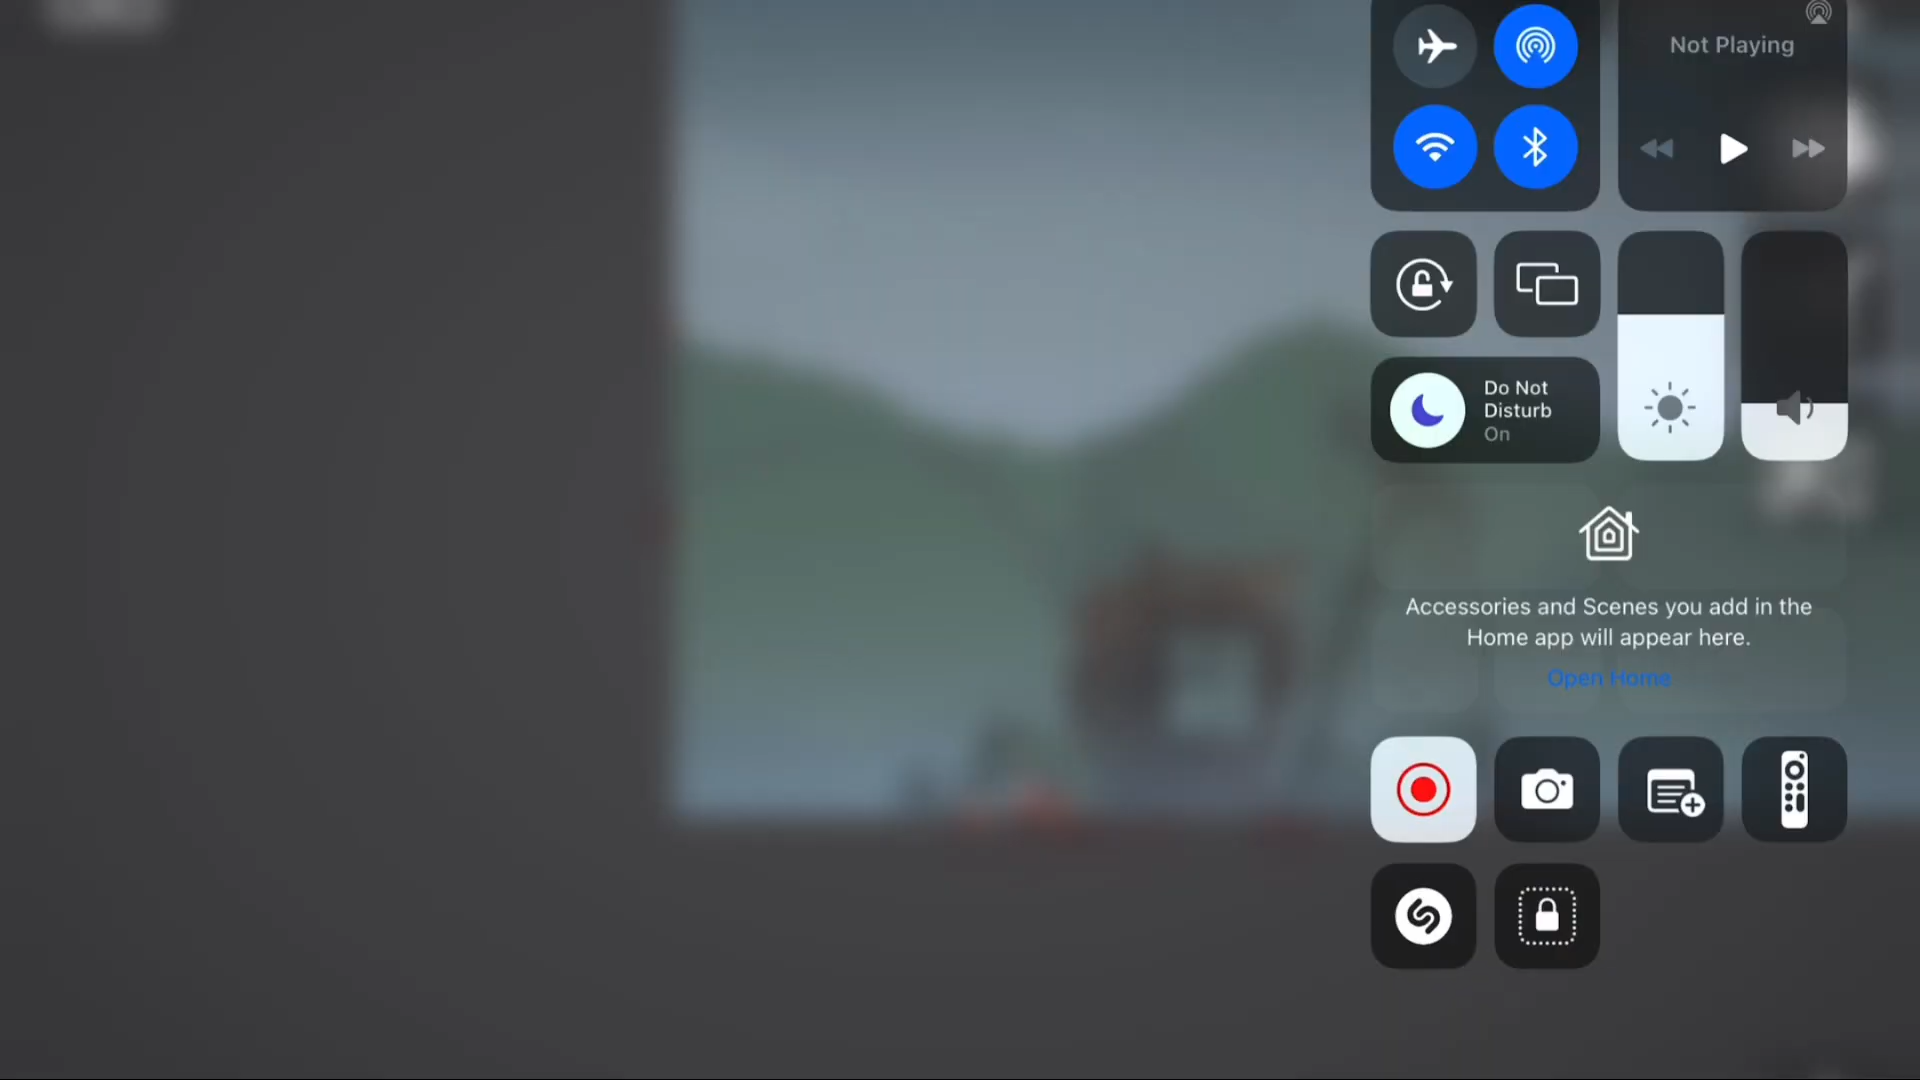 Not Playing
Do Not
Disturb
On
Accessories and Scenes you add in the
Home app will appear here.
Open Home